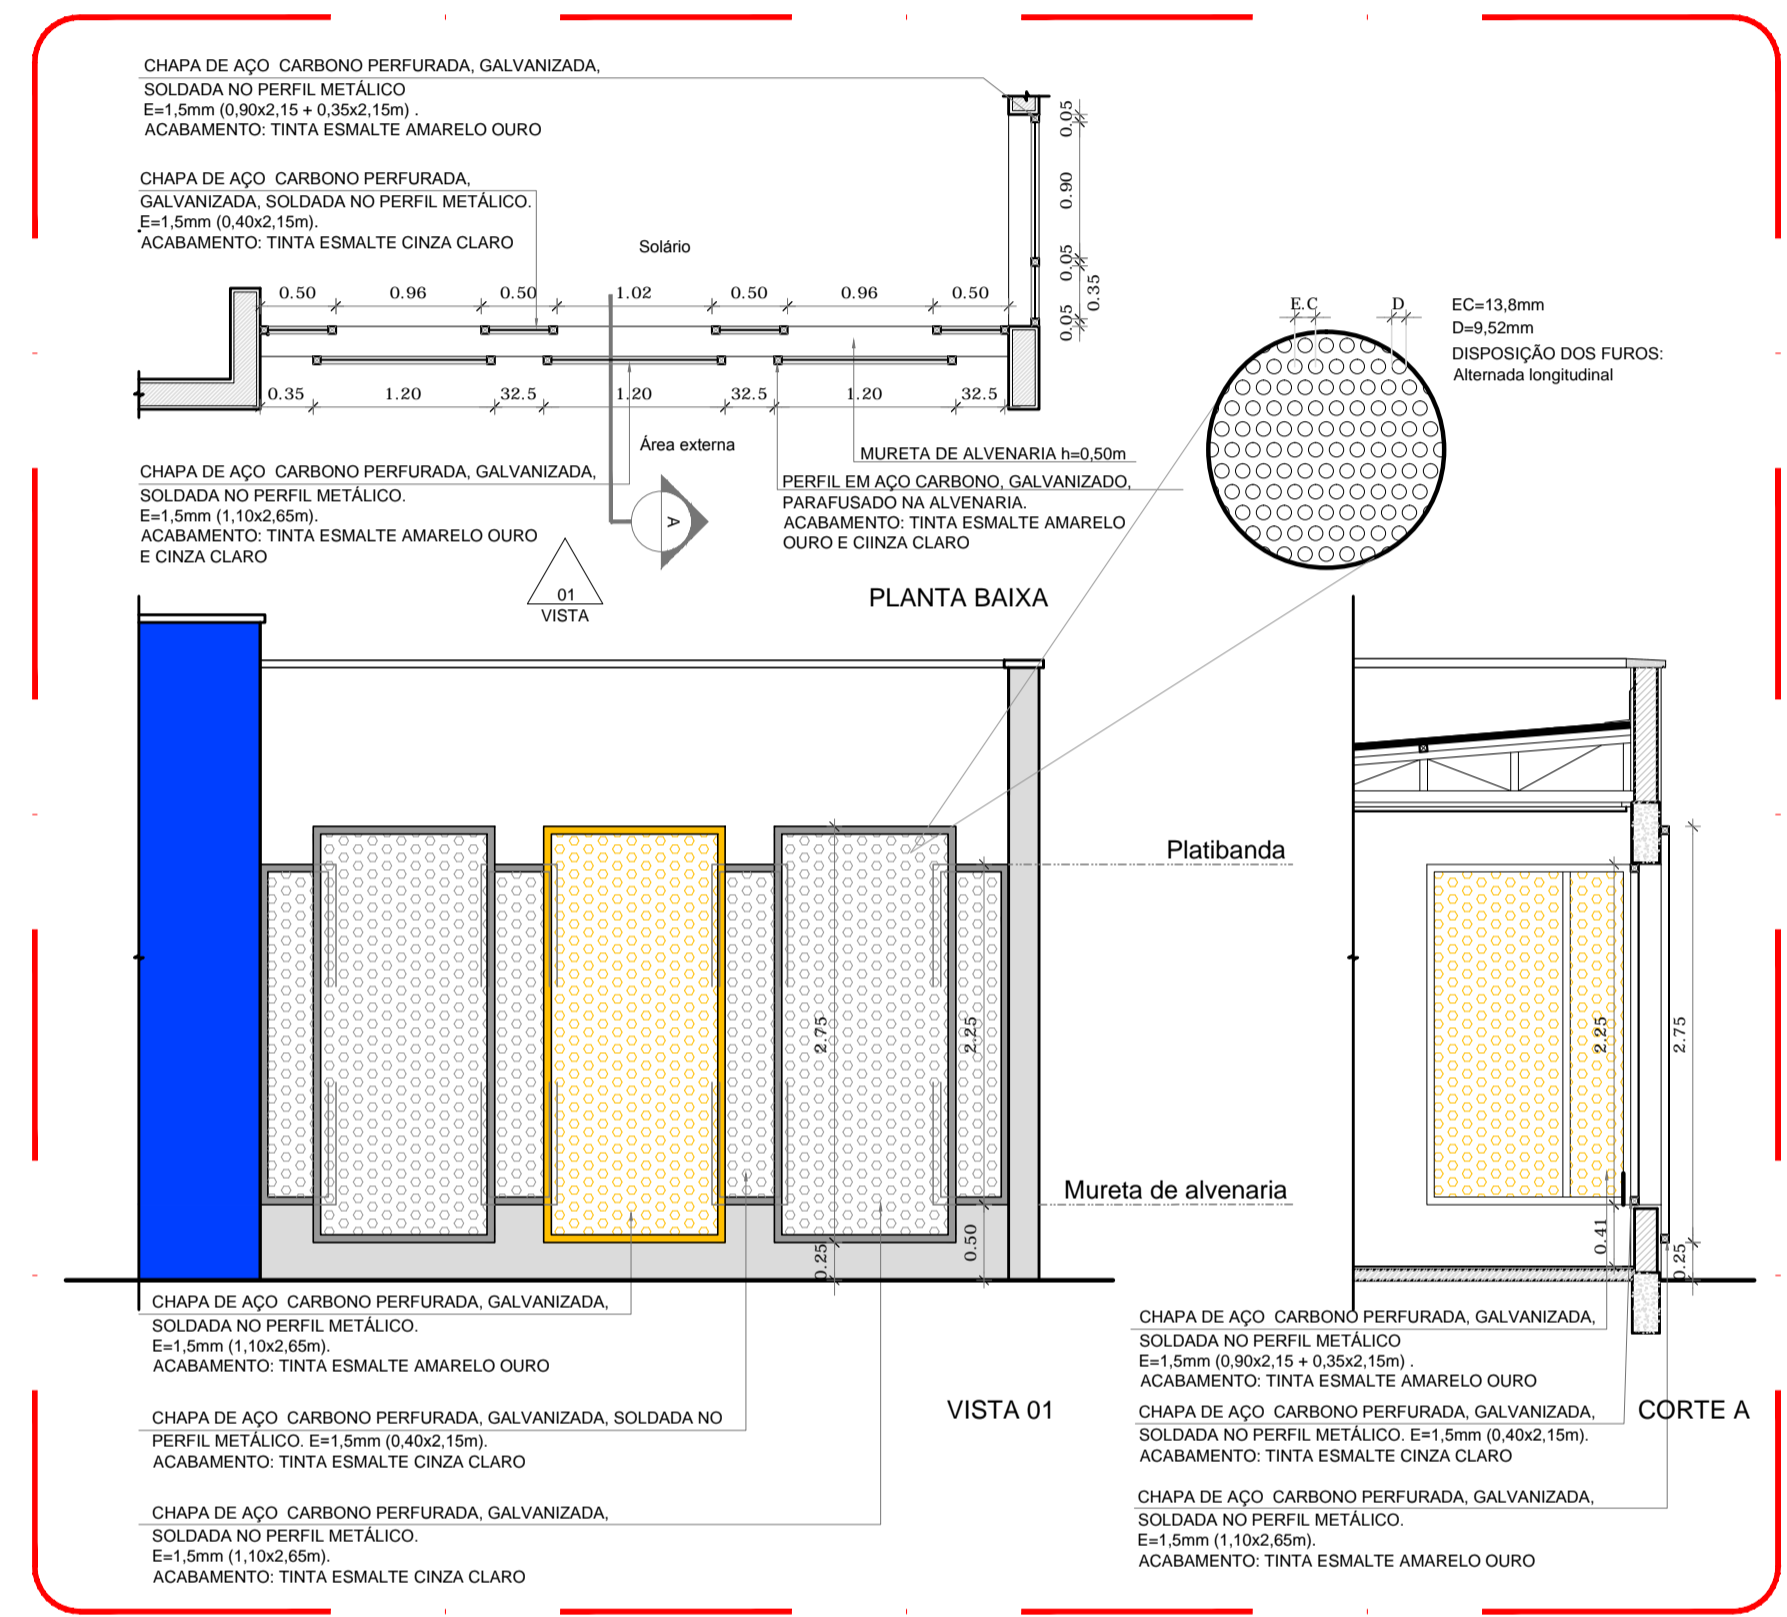 CHAPA DE AÇO CARBONO PERFURADA, GALVANIZADA,
SOLDADA NO PERFIL METÁLICO
E=1,5mm (0,90x2,15 + 0,35x2,15m) .
ACABAMENTO: TINTA ESMALTE AMARELO OURO
CHAPA DE AÇO CARBONO PERFURADA,
GALVANIZADA, SOLDADA NO PERFIL METÁLICO.
E=1,5mm (0,40x2,15m).
ACABAMENTO: TINTA ESMALTE CINZA CLARO
Solário
0.05
0.90
0.05
0.35
0.05
0.50 0.96 0.50 1.02 0.50 0.96 0.50
0.35 1.20 32.5 1.20 32.5 1.20 32.5
E.C D
EC=13,8mm
D=9,52mm
DISPOSIÇÃO DOS FUROS:
Alternada longitudinal
Área externa
MURETA DE ALVENARIA h=0,50m
CHAPA DE AÇO CARBONO PERFURADA, GALVANIZADA,
SOLDADA NO PERFIL METÁLICO.
E=1,5mm (1,10x2,65m).
ACABAMENTO: TINTA ESMALTE AMARELO OURO
E CINZA CLARO
PERFIL EM AÇO CARBONO, GALVANIZADO,
PARAFUSADO NA ALVENARIA.
ACABAMENTO: TINTA ESMALTE AMARELO
OURO E CIINZA CLARO
A
01
VISTA
PLANTA BAIXA
Platibanda
2.75
2.25
2.25
2.75
Mureta de alvenaria
0.25
0.50
0.41
0.25
CHAPA DE AÇO CARBONO PERFURADA, GALVANIZADA,
SOLDADA NO PERFIL METÁLICO.
E=1,5mm (1,10x2,65m).
ACABAMENTO: TINTA ESMALTE AMARELO OURO
CHAPA DE AÇO CARBONO PERFURADA, GALVANIZADA, SOLDADA NO
PERFIL METÁLICO. E=1,5mm (0,40x2,15m).
ACABAMENTO: TINTA ESMALTE CINZA CLARO
CHAPA DE AÇO CARBONO PERFURADA, GALVANIZADA,
SOLDADA NO PERFIL METÁLICO.
E=1,5mm (1,10x2,65m).
ACABAMENTO: TINTA ESMALTE CINZA CLARO
VISTA 01
CHAPA DE AÇO CARBONO PERFURADA, GALVANIZADA,
SOLDADA NO PERFIL METÁLICO
E=1,5mm (0,90x2,15 + 0,35x2,15m) .
ACABAMENTO: TINTA ESMALTE AMARELO OURO
CHAPA DE AÇO CARBONO PERFURADA, GALVANIZADA,
SOLDADA NO PERFIL METÁLICO. E=1,5mm (0,40x2,15m).
ACABAMENTO: TINTA ESMALTE CINZA CLARO
CORTE A
CHAPA DE AÇO CARBONO PERFURADA, GALVANIZADA,
SOLDADA NO PERFIL METÁLICO.
E=1,5mm (1,10x2,65m).
ACABAMENTO: TINTA ESMALTE AMARELO OURO